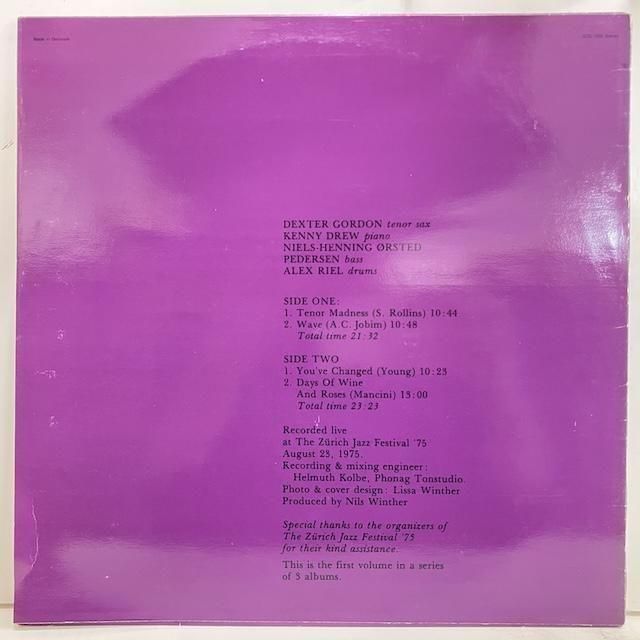 Made in Denmark
DEXTER GORDON tenor sax
KENNY DREW piano
NIELS-HENNING ØRSTED
PEDERSEN bass
ALEX RIEL drums
SIDE ONE:
1. Tenor Madness (S. Rollins) 10:44
2. Wave (A.C. Jobim) 10:48
Total time 21:32
SIDE TWO
1. You've Changed (Young) 10:23
2. Days Of Wine
And Roses (Mancini) 13:00
Total time 23:23
Recorded live
at The Zürich Jazz Festival '75
August 23, 1975.
Recording & mixing engineer:
Helmuth Kolbe, Phonag Tonstudio.
Photo & cover design: Lissa Winther
Produced by Nils Winther
Special thanks to the organizers of
The Zürich Jazz Festival '75
for their kind assistance.
This is the first volume in a series
of 3 albums.